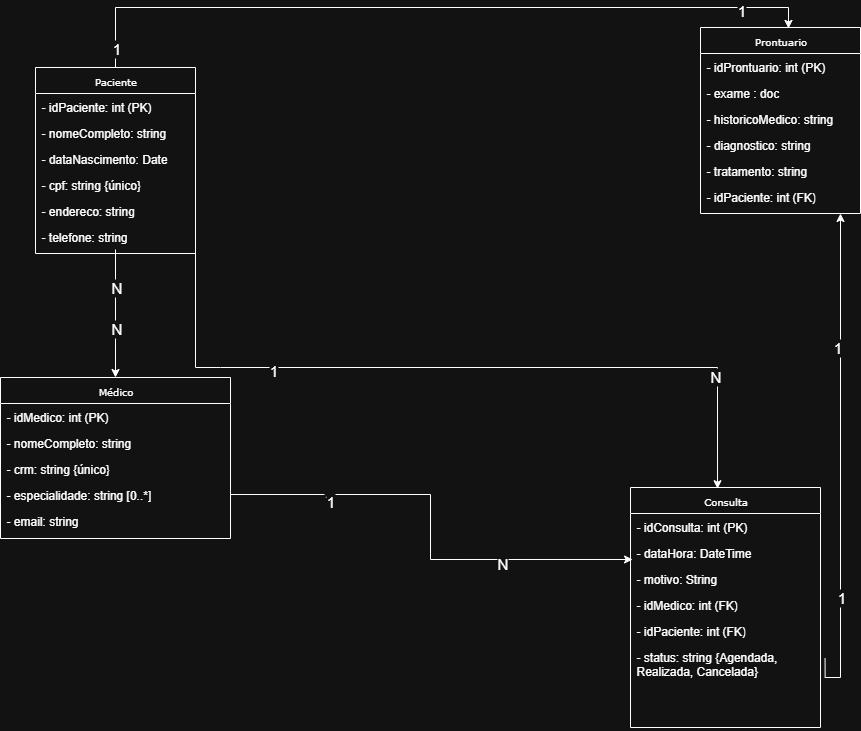 1
1
Prontuario
- idProntuario: int (PK)
- exame : doc
- historicoMedico: string
- diagnostico: string
- tratamento: string
- idPaciente: int (FK)
Paciente
- idPaciente: int (PK)
- nomeCompleto: string
- dataNascimento: Date
- cpf: string {único}
- endereco: string
- telefone: string
N
N
1
1
N
Médico
- idMedico: int (PK)
- nomeCompleto: string
- crm: string {único}
- especialidade: string [0..*]
- email: string
1
N
Consulta
- idConsulta: int (PK)
- dataHora: DateTime
- motivo: String
- idMedico: int (FK)
- idPaciente: int (FK)
- status: string {Agendada,
Realizada, Cancelada}
1